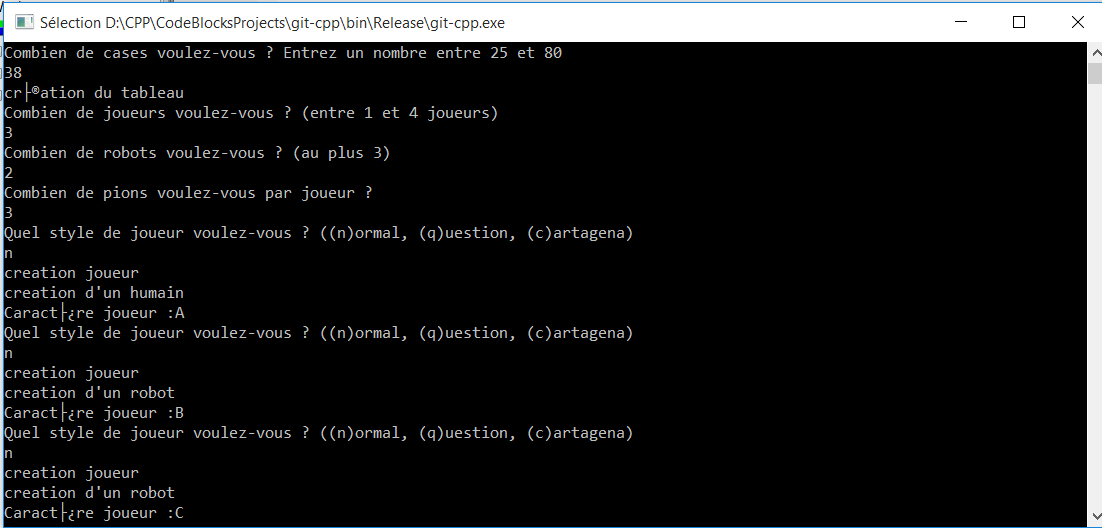 Sélection D:\CPP\CodeBlocksProjects\git-cpp\bin\Release\git-cpp.exe
Combien de cases voulez-vous ? Entrez un nombre entre 25 et 80
38
cr├®ation du tableau
Combien de joueurs voulez-vous ? (entre 1 et 4 joueurs)
3
Combien de robots voulez-vous ? (au plus 3)
2
Combien de pions voulez-vous par joueur ?
3
Quel style de joueur voulez-vous ? ((n)ormal, (q)uestion, (c)artagena)
n
creation joueur
creation d'un humain
Caract├¿re joueur :A
Quel style de joueur voulez-vous ? ((n)ormal, (q)uestion, (c)artagena)
n
creation joueur
creation d'un robot
Caract├¿re joueur :B
Quel style de joueur voulez-vous ? ((n)ormal, (q)uestion, (c)artagena)
n
creation joueur
creation d'un robot
Caract├¿re joueur :C